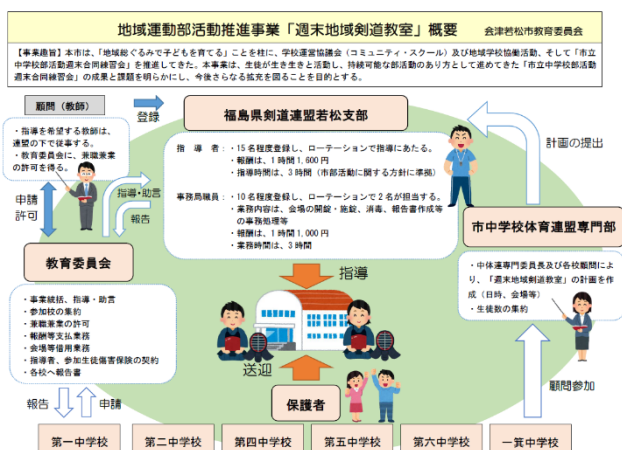 地域運動部活動推進事業「週末地域剣道教室」概要
会津若松市教育委員会
【事業趣旨】本市は、「地域総ぐるみで子どもを育てる」ことを柱に、学校運営協議会（コミュニティ・スクール）及び地域学校協働活動、そして「市立
中学校部活動週末合同練習会」を推進してきた。本事業は、生徒が生き生きと活動し、持続可能な部活動のあり方として進めてきた「市立中学校部活動
週末合同練習会」の成果と課題を明らかにし、今後さらなる拡充を図ることを目的とする。
顧問（教師）
・指導を希望する教師は、
連盟の下で従事する。
・教育委員会に、兼職兼業
の許可を得る。
登録
福島県剣道連盟若松支部
指 導 者：・15名程度登録し、ローテーションで指導にあたる。
・報酬は、1時間1,600円
・指導時間は、3時間（市部活動に関する方針に準拠）
事務局職員：・10名程度登録し、ローテーションで2名が担当する。
・業務内容は、会場の開錠・施錠、消毒、報告書作成等
の事務処理等
・報酬は、1時間1,000円
・業務時間は、3時間
計画の提出
申請
許可
指導・助言
報告
教育委員会
・事業統括、指導・助言
・参加校の集約
・兼職兼業の許可
・報酬等支払業務
・会場等借用業務
・指導者、参加生徒傷害保険の契約
・各校へ報告書
指導
送迎
保護者
市中学校体育連盟専門部
・中体連専門委員長及び各校顧問によ
り、「週末地域剣道教室」の計画を作
成（日時、会場等）
・生徒数の集約
顧問参加
報告
申請
第一中学校
第二中学校
第四中学校
第五中学校
第六中学校
一箕中学校